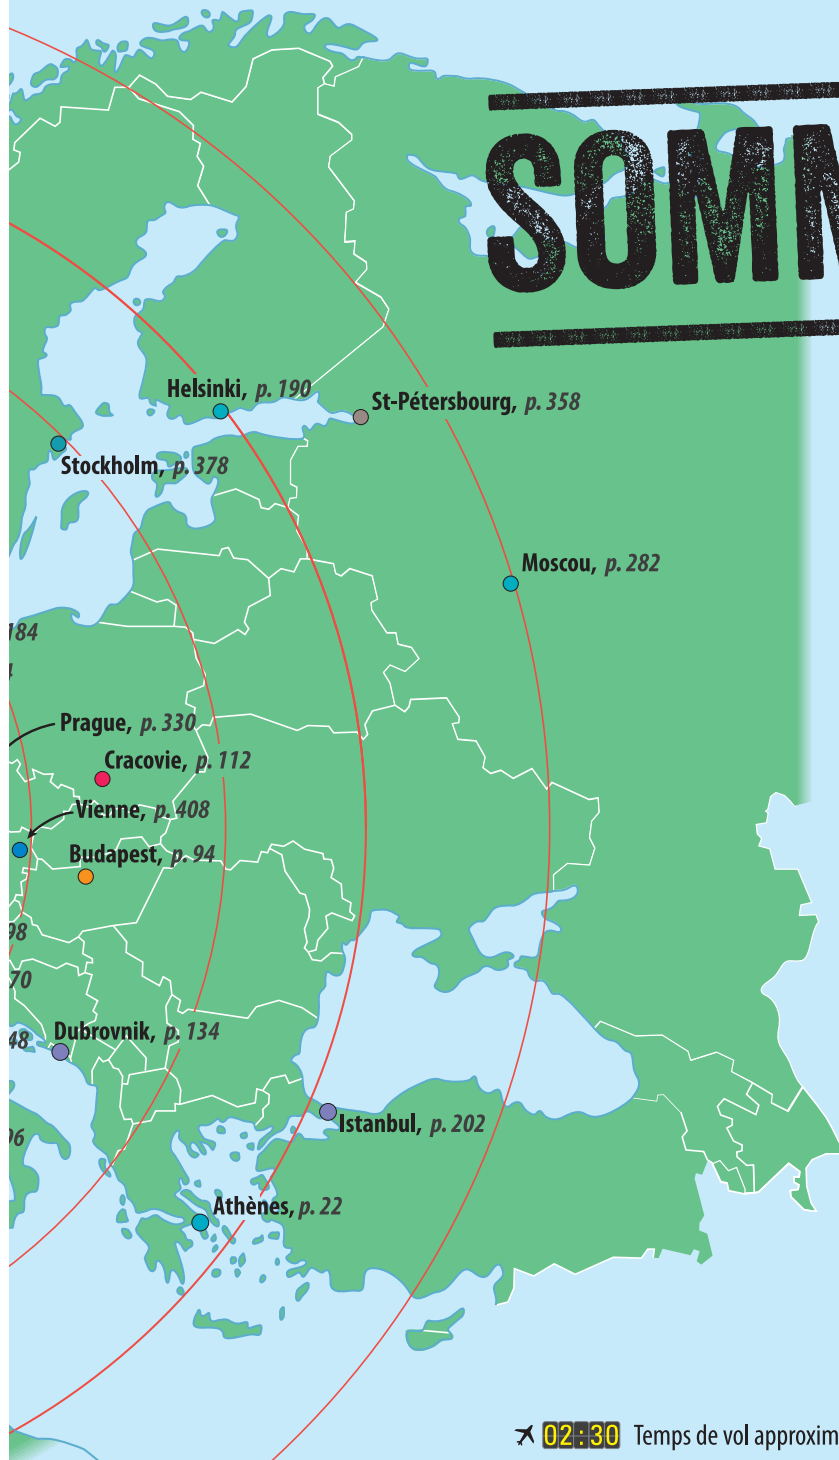 SOMM
Helsinki, p. 190
St-Pétersbourg, p. 358
Stockholm, p. 378
Moscou, p. 282
184
Prague, p. 330
Cracovie, p. 112
Vienne, p. 408
Budapest, p. 94
98
70
Dubrovnik, p. 134
48
Istanbul, p. 202
96
Athènes, p. 22
02:30 Temps de vol approxim